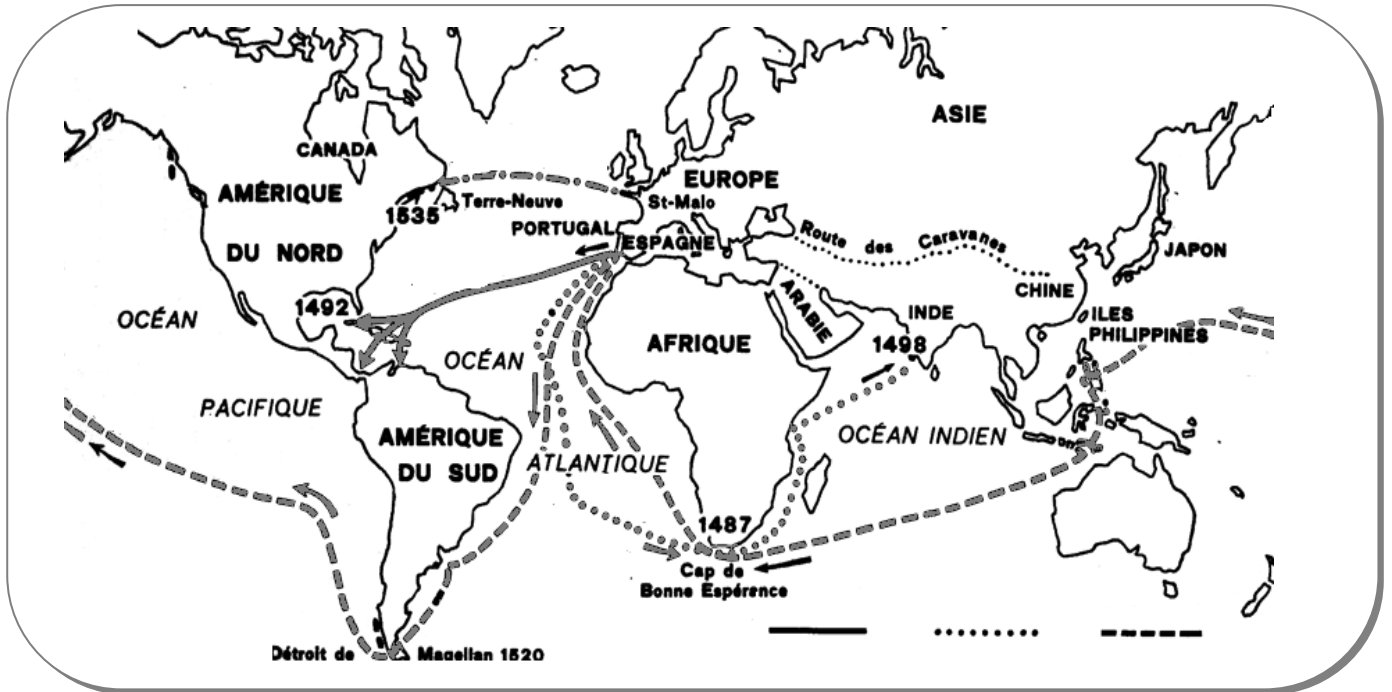 ASIE
CANADA
AMÉRIQUE
DU NORD
EUROPE
Terre-Neuve
St-Malo
1535
PORTUGAL
ESPAGNE
Route des Caravanes
JAPON
CHINE
ARABIE
INDE
1492
OCÉAN
PACIFIQUE
ILES
PHILIPPINES
1498
AFRIQUE
OCÉAN
ATLANTIQUE
AMÉRIQUE
DU SUD
OCÉAN INDIEN
1487
Cap de
Bonne Espérance
Détroit de Magellan 1520